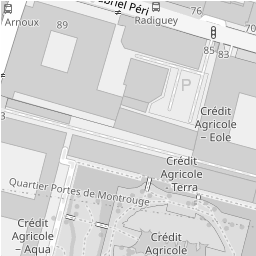 Arnoux
89
briel Péri
76
Radiguey
70
85
83
P
Crédit
Agricole
– Eole
Crédit
Agricole
Terra
Quartier Portes de Montrouge
Crédit
Agricole
– Aqua
Crédit
Agricole